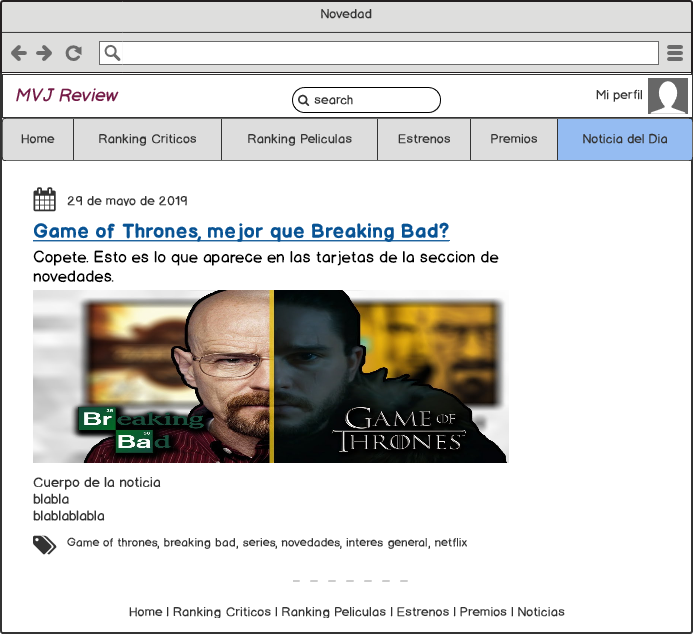 Novedad
MVJ Review
search
Mi perfil
Home
Ranking Criticos
Ranking Peliculas
Estrenos
Premios
Noticia del Dia
29 de mayo de 2019
Game of Thrones, mejor que Breaking Bad?
Copete. Esto es lo que aparece en las tarjetas de la seccion de
novedades.
Breaking
Bad
GAME OF
THRONES
Cuerpo de la noticia
blabla
blablablabla
Game of thrones, breaking bad, series, novedades, interes general, netflix
Home | Ranking Criticos | Ranking Peliculas | Estrenos | Premios | Noticias